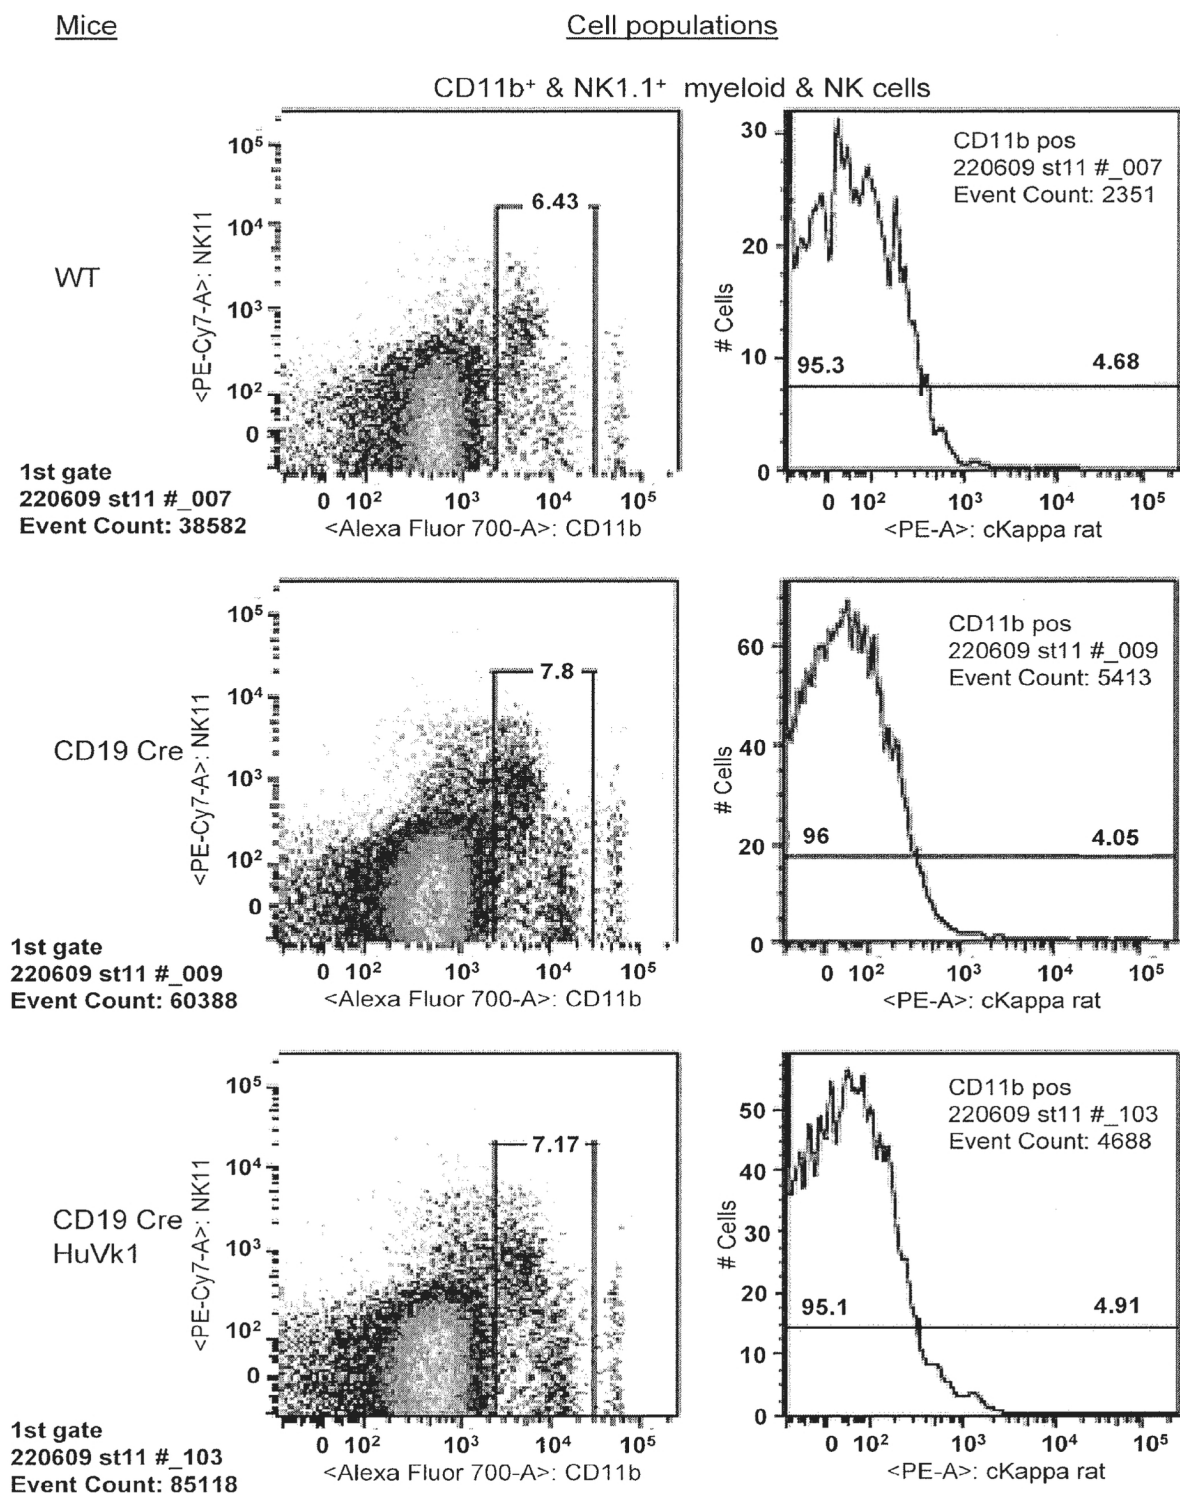 Mice
Cell populations
CD11b⁺ & NK1.1⁺ myeloid & NK cells
WT
<PE-Cy7-A>: NK11
10⁵
10⁴
10³
10²
0
6.43
0 10² 10³ 10⁴ 10⁵
<Alexa Fluor 700-A>: CD11b
1st gate
220609 st11 #_007
Event Count: 38582
# Cells
30
20
10
0
CD11b pos
220609 st11 #_007
Event Count: 2351
95.3
4.68
0 10² 10³ 10⁴ 10⁵
<PE-A>: cKappa rat
CD19 Cre
<PE-Cy7-A>: NK11
10⁵
10⁴
10³
10²
0
7.8
0 10² 10³ 10⁴ 10⁵
<Alexa Fluor 700-A>: CD11b
1st gate
220609 st11 #_009
Event Count: 60388
# Cells
60
40
20
0
CD11b pos
220609 st11 #_009
Event Count: 5413
96
4.05
0 10² 10³ 10⁴ 10⁵
<PE-A>: cKappa rat
CD19 Cre
HuVk1
<PE-Cy7-A>: NK11
10⁵
10⁴
10³
10²
0
7.17
0 10² 10³ 10⁴ 10⁵
<Alexa Fluor 700-A>: CD11b
1st gate
220609 st11 #_103
Event Count: 85118
# Cells
50
40
30
20
10
0
CD11b pos
220609 st11 #_103
Event Count: 4688
95.1
4.91
0 10² 10³ 10⁴ 10⁵
<PE-A>: cKappa rat